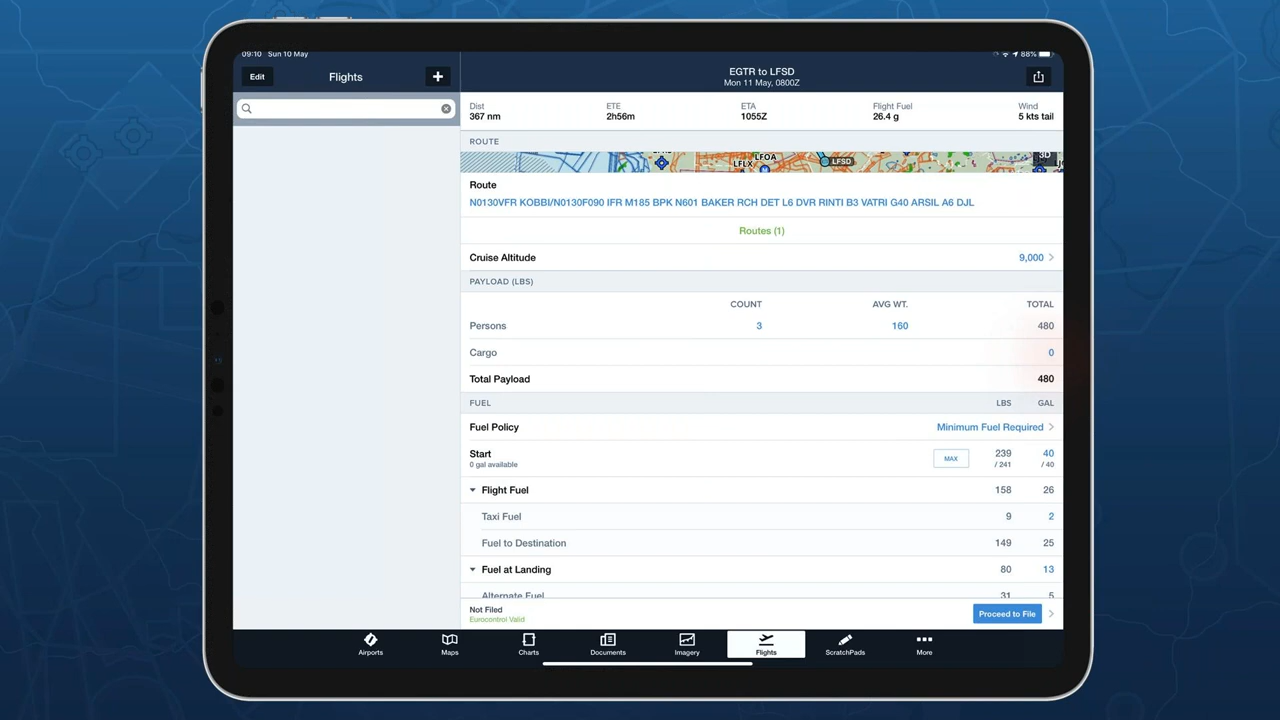 09:10 Sun 10 May
88%
Edit
Flights
+
EGTR to LFSD
Mon 11 May, 0800Z
Dist ETE ETA Flight Fuel Wind
367 nm 2h56m 1055Z 26.4 g 5 kts tail
ROUTE
LFOA
LFLX
LFSD
3D
Route
N0130VFR KOBBI/N0130F090 IFR M185 BPK N601 BAKER RCH DET L6 DVR RINTI B3 VATRI G40 ARSIL A6 DJL
Routes (1)
Cruise Altitude 9,000
PAYLOAD (LBS)
COUNT AVG WT. TOTAL
Persons 3 160 480
Cargo 0
Total Payload 480
FUEL LBS GAL
Fuel Policy Minimum Fuel Required
Start MAX 239 40
0 gal available / 241 / 40
Flight Fuel 158 26
Taxi Fuel 9 2
Fuel to Destination 149 25
Fuel at Landing 80 13
Alternate Fuel 31 5
Not Filed
Eurocontrol Valid
Proceed to File
Airports Maps Charts Documents Imagery Flights ScratchPads More